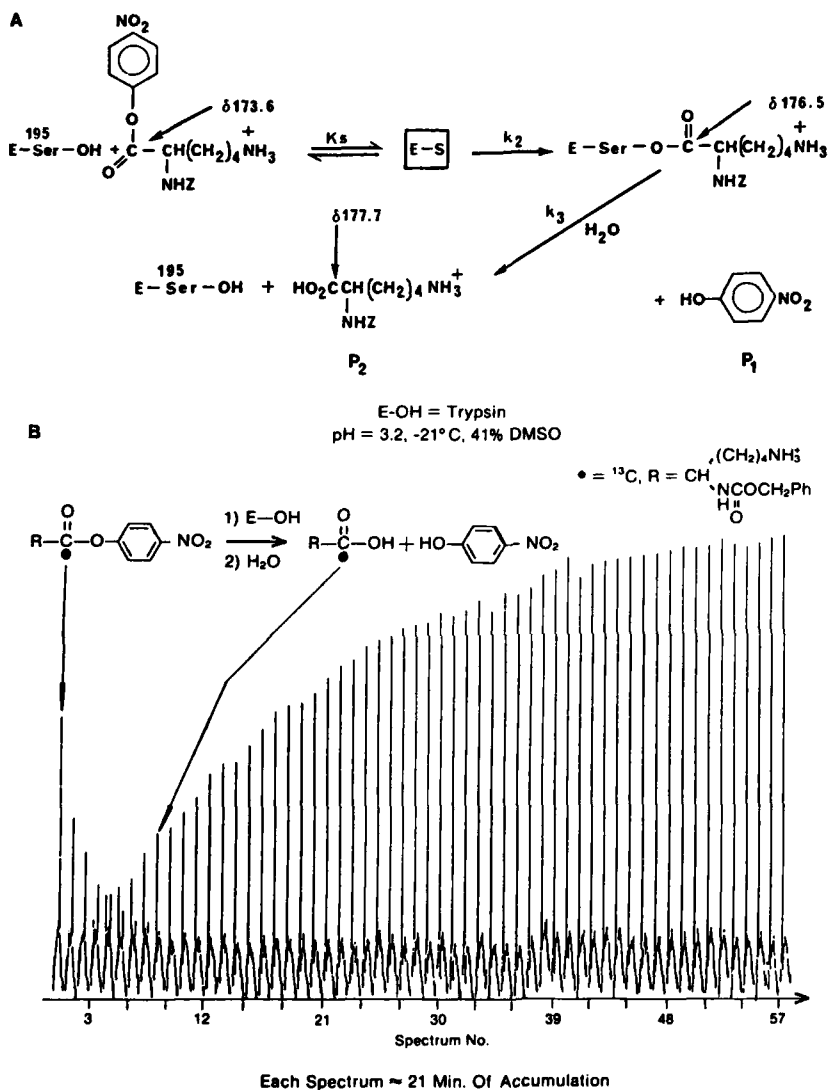 A
NO₂
δ173.6
195
E–Ser–OH + C–CH(CH₂)₄NH₃⁺
O
O
NHZ
Ks
E–S
k₂
δ176.5
O
E–Ser–O–C–CH(CH₂)₄NH₃⁺
NHZ
k₃
H₂O
δ177.7
195
E–Ser–OH + HO₂CCH(CH₂)₄NH₃⁺
NHZ
P₂
+ HO NO₂
P₁
E-OH = Trypsin
pH = 3.2, -21°C, 41% DMSO
B
● = ¹³C, R = CH
(CH₂)₄NH₃⁺
NCOCH₂Ph
H
O
O
R–C–O NO₂
1) E–OH
2) H₂O
O
R–C–OH + HO NO₂
3 12 21 30 39 48 57
Spectrum No.
Each Spectrum ≈ 21 Min. Of Accumulation